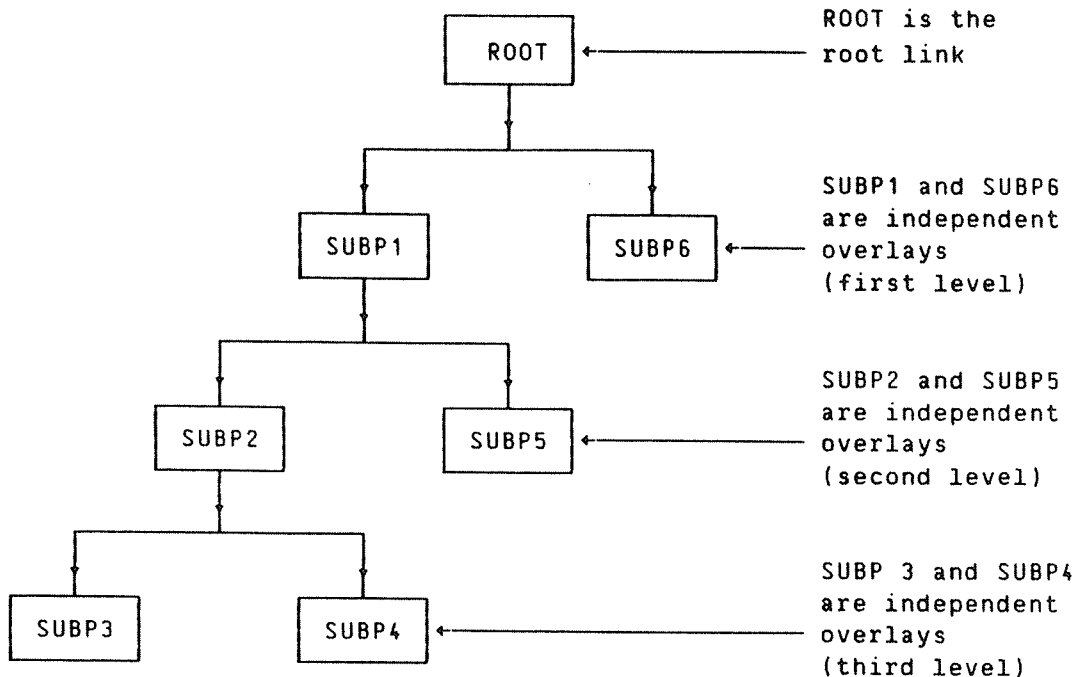 ROOT
ROOT is the
root link
SUBP1
SUBP6
SUBP1 and SUBP6
are independent
overlays
(first level)
SUBP2
SUBP5
SUBP2 and SUBP5
are independent
overlays
(second level)
SUBP3
SUBP4
SUBP 3 and SUBP4
are independent
overlays
(third level)